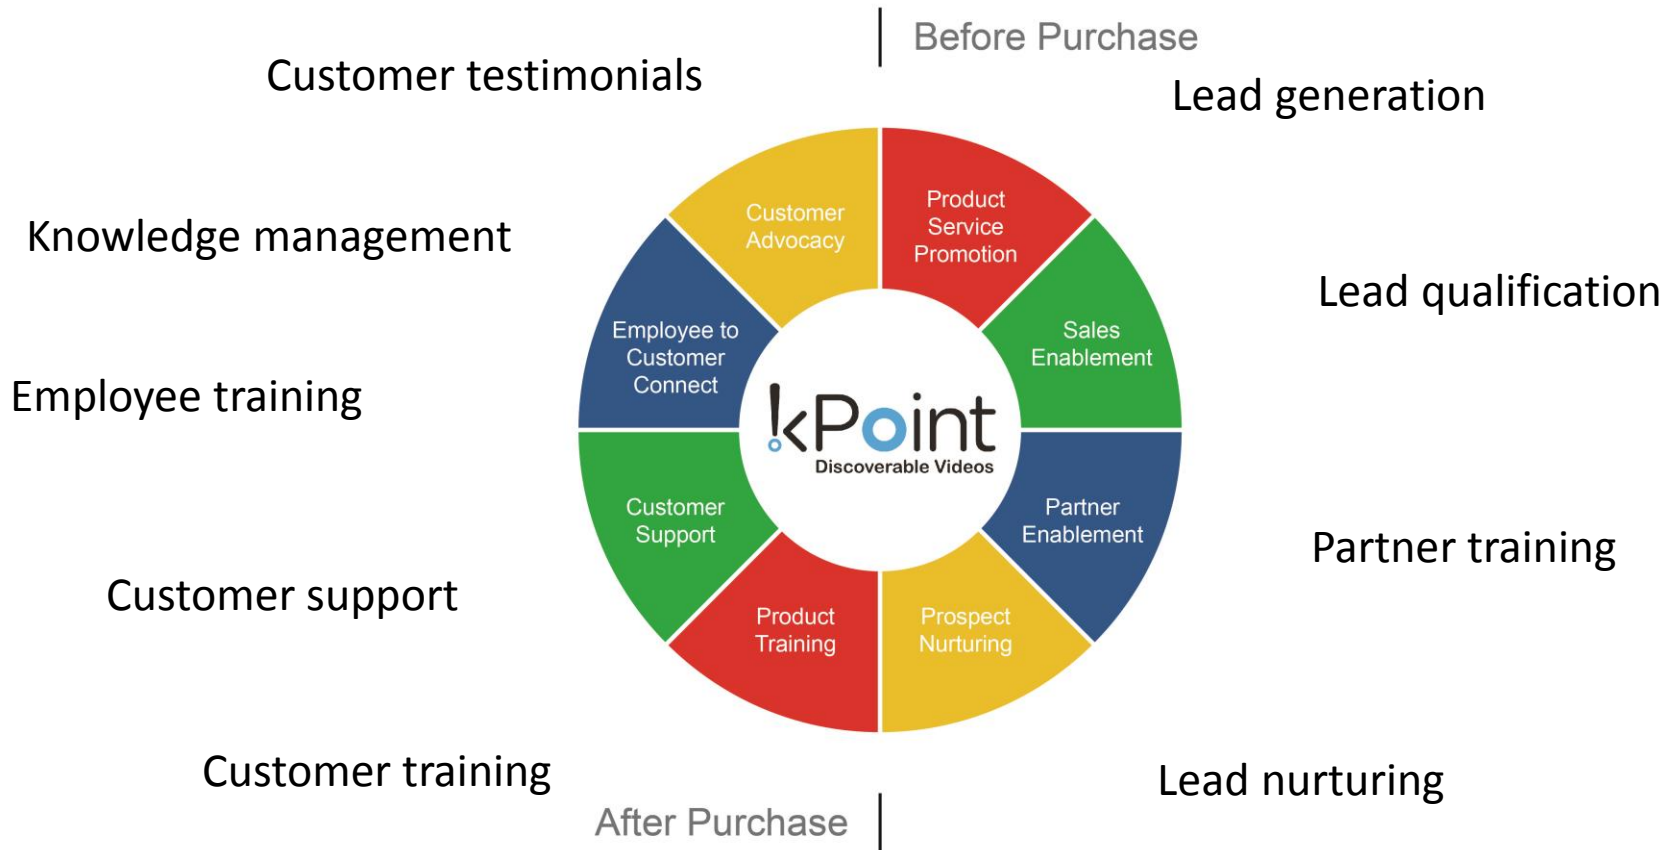 Before Purchase
Customer testimonials
Lead generation
Knowledge management
Lead qualification
Employee training
Partner training
Customer support
Customer training
Lead nurturing
After Purchase
Product
Service
Promotion
Sales
Enablement
Partner
Enablement
Prospect
Nurturing
Product
Training
Customer
Support
Employee to
Customer
Connect
Customer
Advocacy
!kPoint
Discoverable Videos